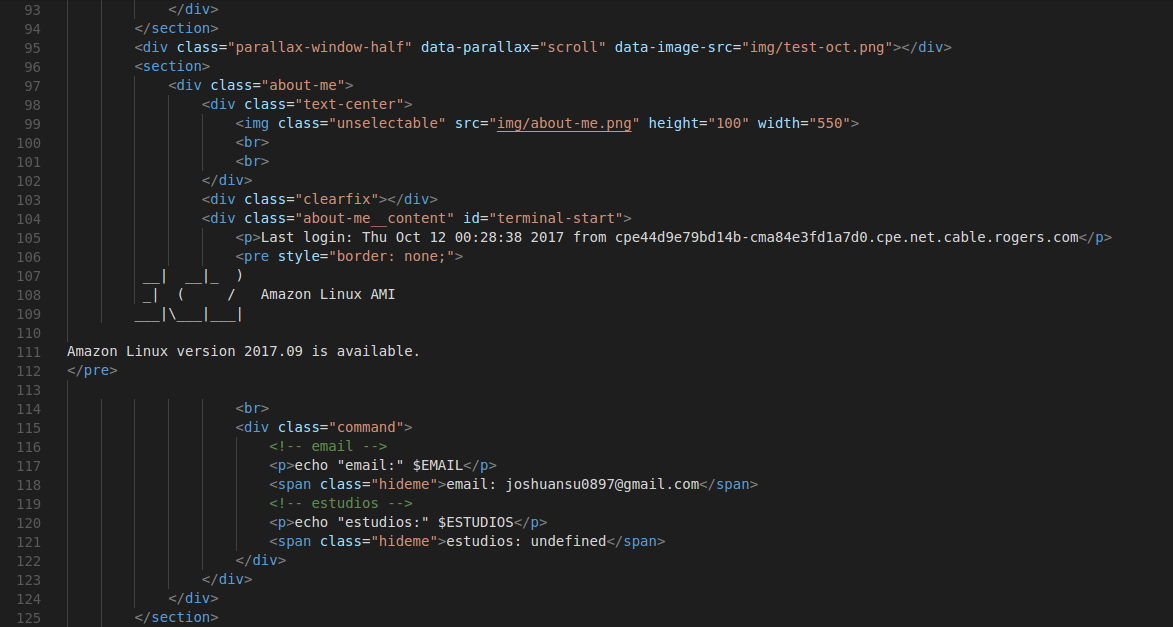 93 </div>
94 </section>
95 <div class="parallax-window-half" data-parallax="scroll" data-image-src="img/test-oct.png"></div>
96 <section>
97 <div class="about-me">
98 <div class="text-center">
99 <img class="unselectable" src="img/about-me.png" height="100" width="550">
100 <br>
101 <br>
102 </div>
103 <div class="clearfix"></div>
104 <div class="about-me__content" id="terminal-start">
105 <p>Last login: Thu Oct 12 00:28:38 2017 from cpe44d9e79bd14b-cma84e3fd1a7d0.cpe.net.cable.rogers.com</p>
106 <pre style="border: none;">
107 __|  __|_  )
108 _|  (     /   Amazon Linux AMI
109 ___|\___|___|
110
111 Amazon Linux version 2017.09 is available.
112 </pre>
113
114 <br>
115 <div class="command">
116 <!-- email -->
117 <p>echo "email:" $EMAIL</p>
118 <span class="hideme">email: joshuansu0897@gmail.com</span>
119 <!-- estudios -->
120 <p>echo "estudios:" $ESTUDIOS</p>
121 <span class="hideme">estudios: undefined</span>
122 </div>
123 </div>
124 </div>
125 </section>